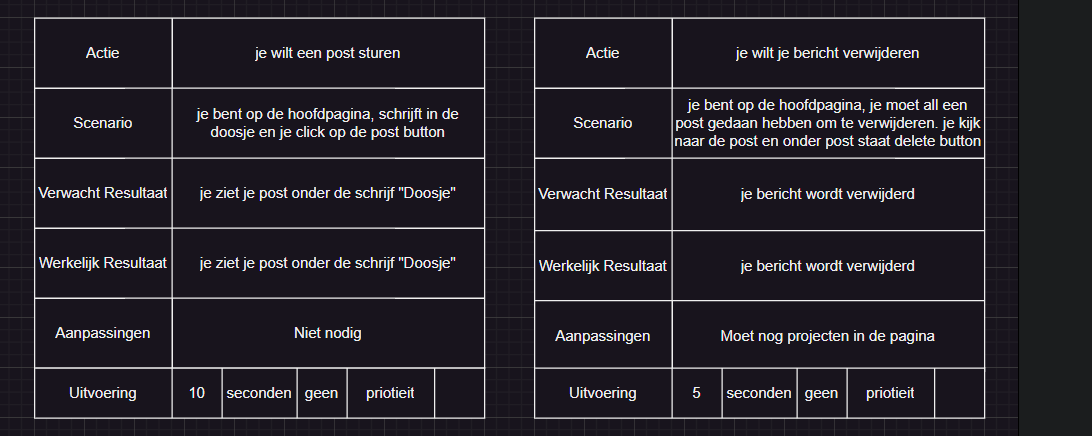 Actie
je wilt een post sturen
Scenario
je bent op de hoofdpagina, schrijft in de
doosje en je click op de post button
Verwacht Resultaat
je ziet je post onder de schrijf "Doosje"
Werkelijk Resultaat
je ziet je post onder de schrijf "Doosje"
Aanpassingen
Niet nodig
Uitvoering
10
seconden
geen
priotieit
Actie
je wilt je bericht verwijderen
Scenario
je bent op de hoofdpagina, je moet all een
post gedaan hebben om te verwijderen. je kijk
naar de post en onder post staat delete button
Verwacht Resultaat
je bericht wordt verwijderd
Werkelijk Resultaat
je bericht wordt verwijderd
Aanpassingen
Moet nog projecten in de pagina
Uitvoering
5
seconden
geen
priotieit